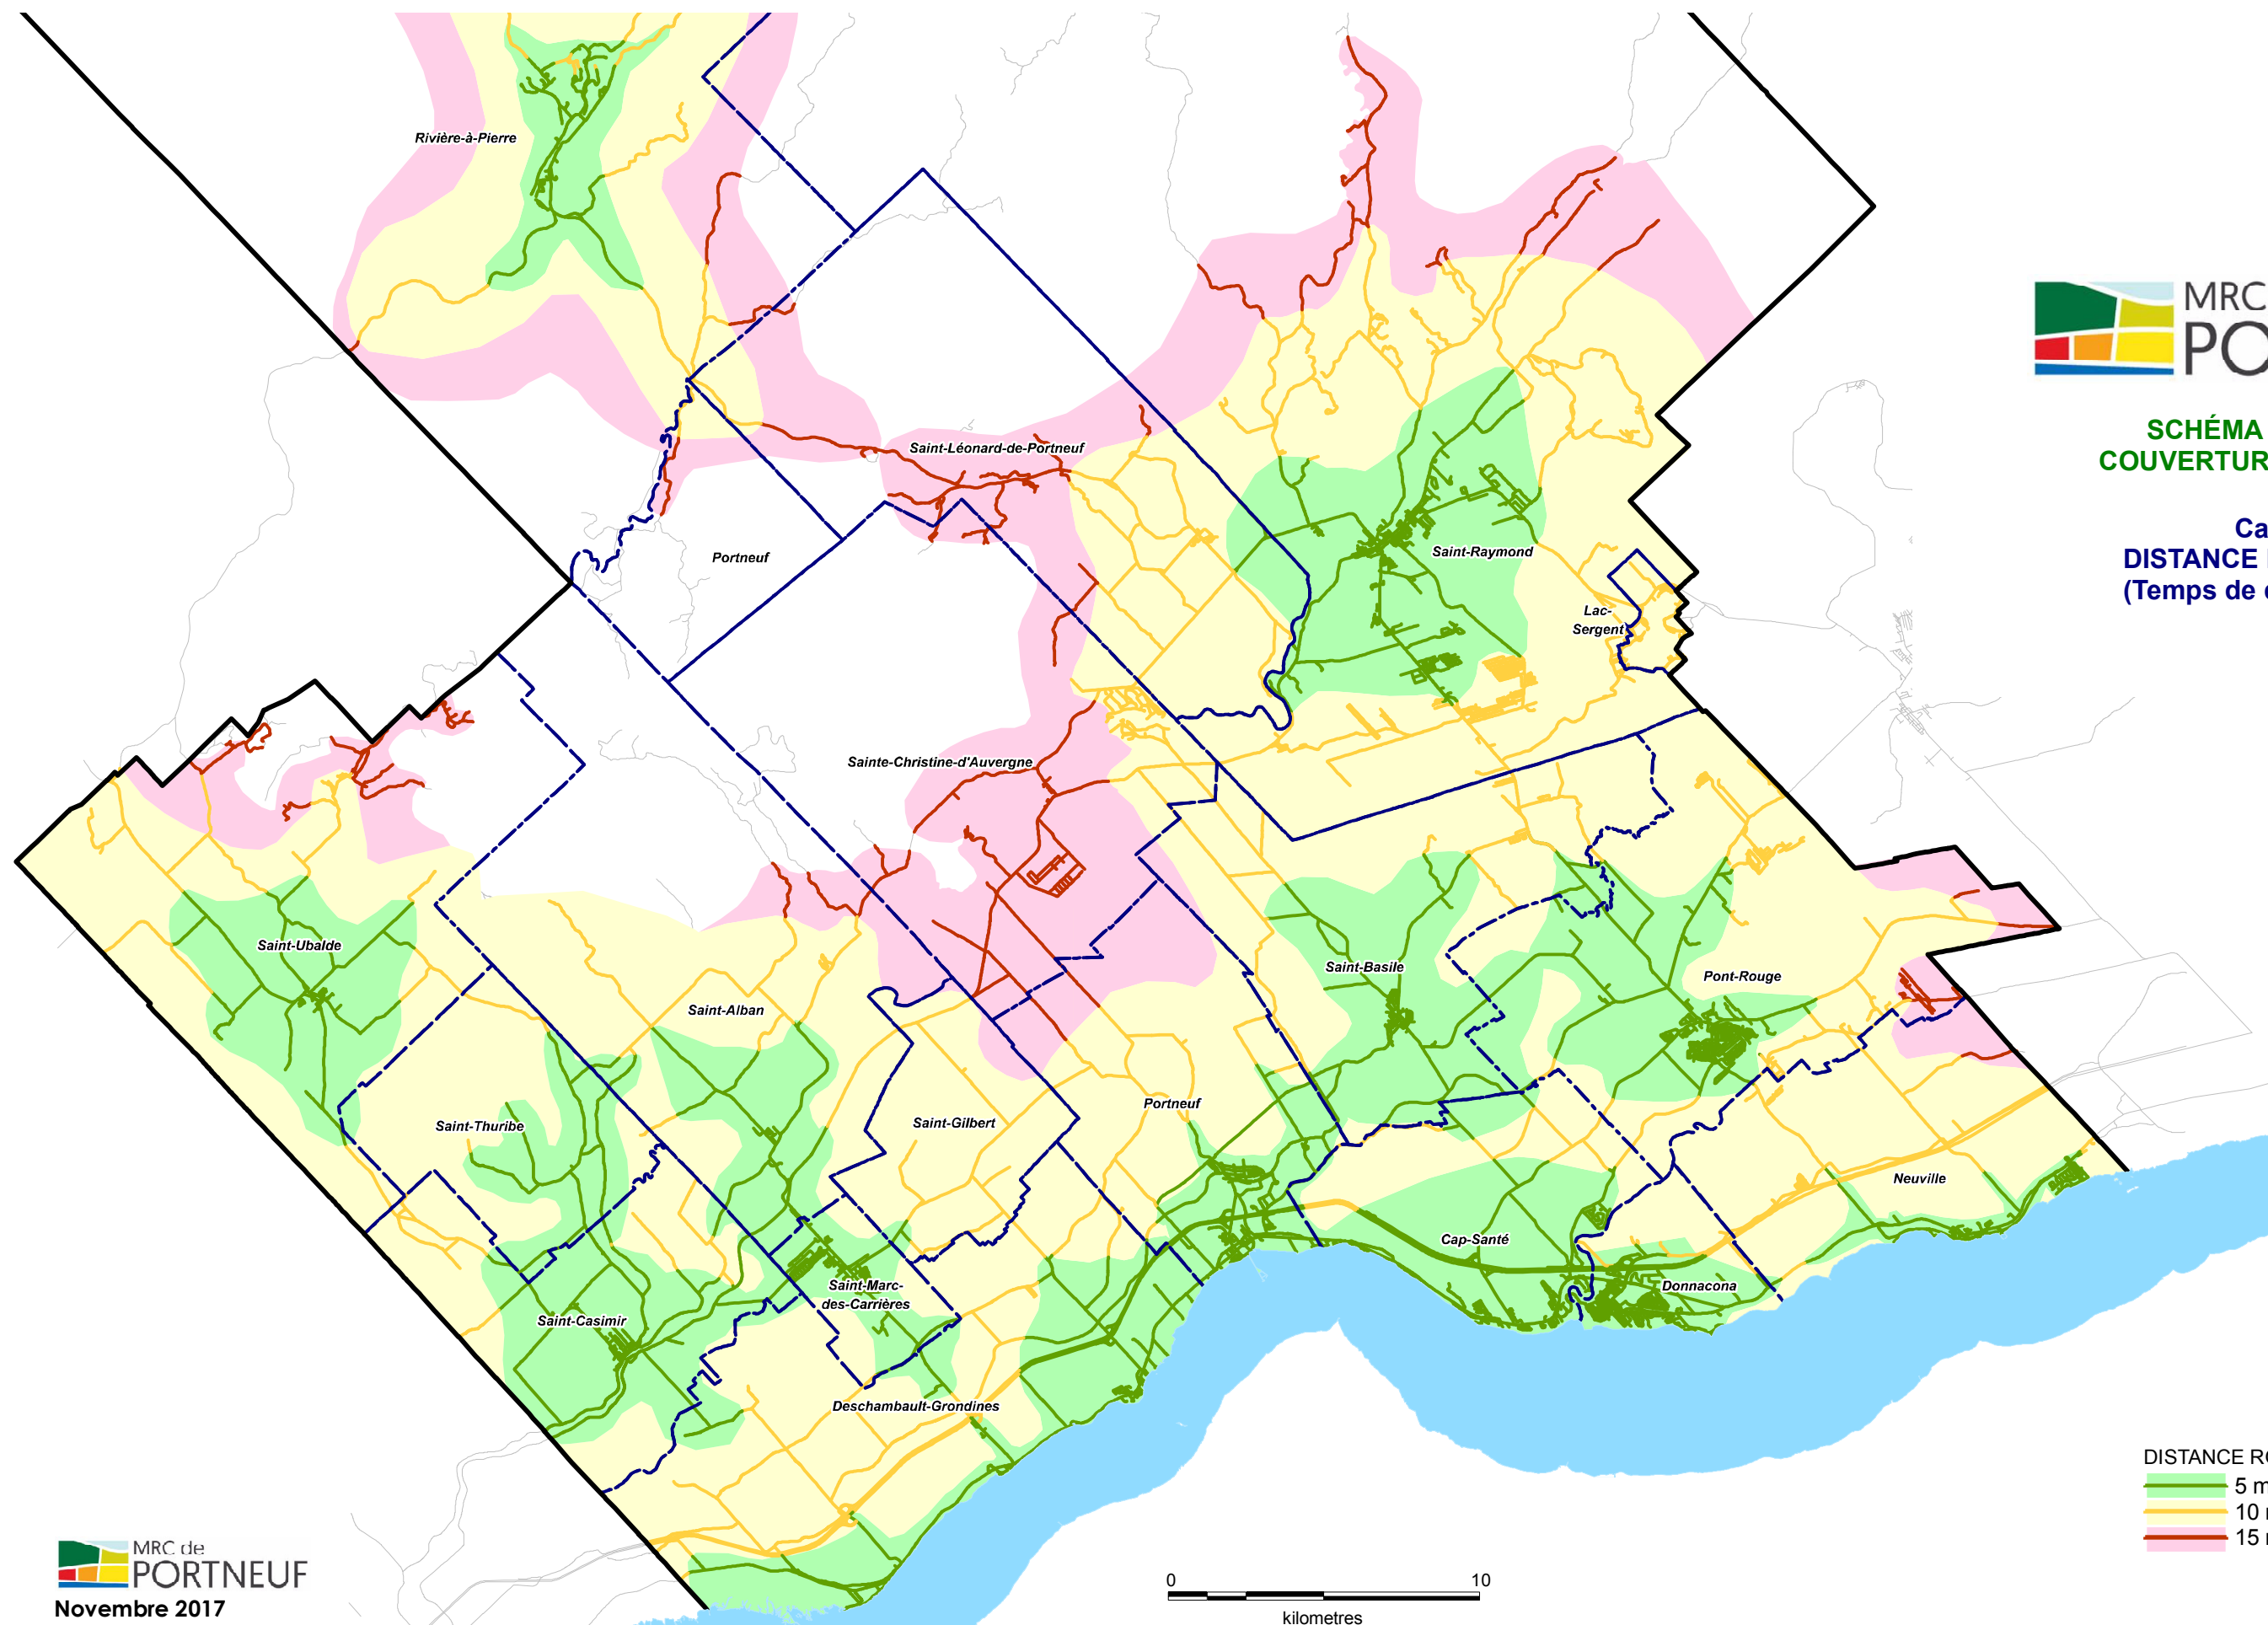 Rivière-à-Pierre
MRC
PO
SCHÉMA
COUVERTUR
Ca
DISTANCE
(Temps de
Saint-Léonard-de-Portneuf
Portneuf
Saint-Raymond
Lac-
Sergent
Sainte-Christine-d'Auvergne
Saint-Ubalde
Saint-Alban
Saint-Basile
Pont-Rouge
Saint-Thuribe
Saint-Gilbert
Portneuf
Neuville
Cap-Santé
Donnacona
Saint-Marc-
des-Carrières
Saint-Casimir
Deschambault-Grondines
DISTANCE R
5 m
10
15
MRC de
PORTNEUF
Novembre 2017
0 10
kilometres